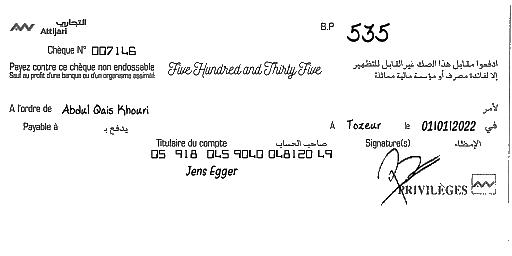 التجاري
Attijari
B.P 535
Chèque N° 007146
Payez contre ce chèque non endossable
Sauf au profit d'une banque ou d'un organisme assimilé
Five Hundred and Thirty Five
ادفعوا مقابل هذا الصك غير القابل للتظهير
إلا لفائدة مصرف أو مؤسسة مالية مماثلة
A l'ordre de Abdul Qais Khouri
لأمر
Payable à يدفع بـ
A Tozeur le 01/01/2022 في
Titulaire du compte صاحب الحساب
Signature(s) الإمضاء
05 918 045 9040 048120 49
Jens Egger
PRIVILÈGES